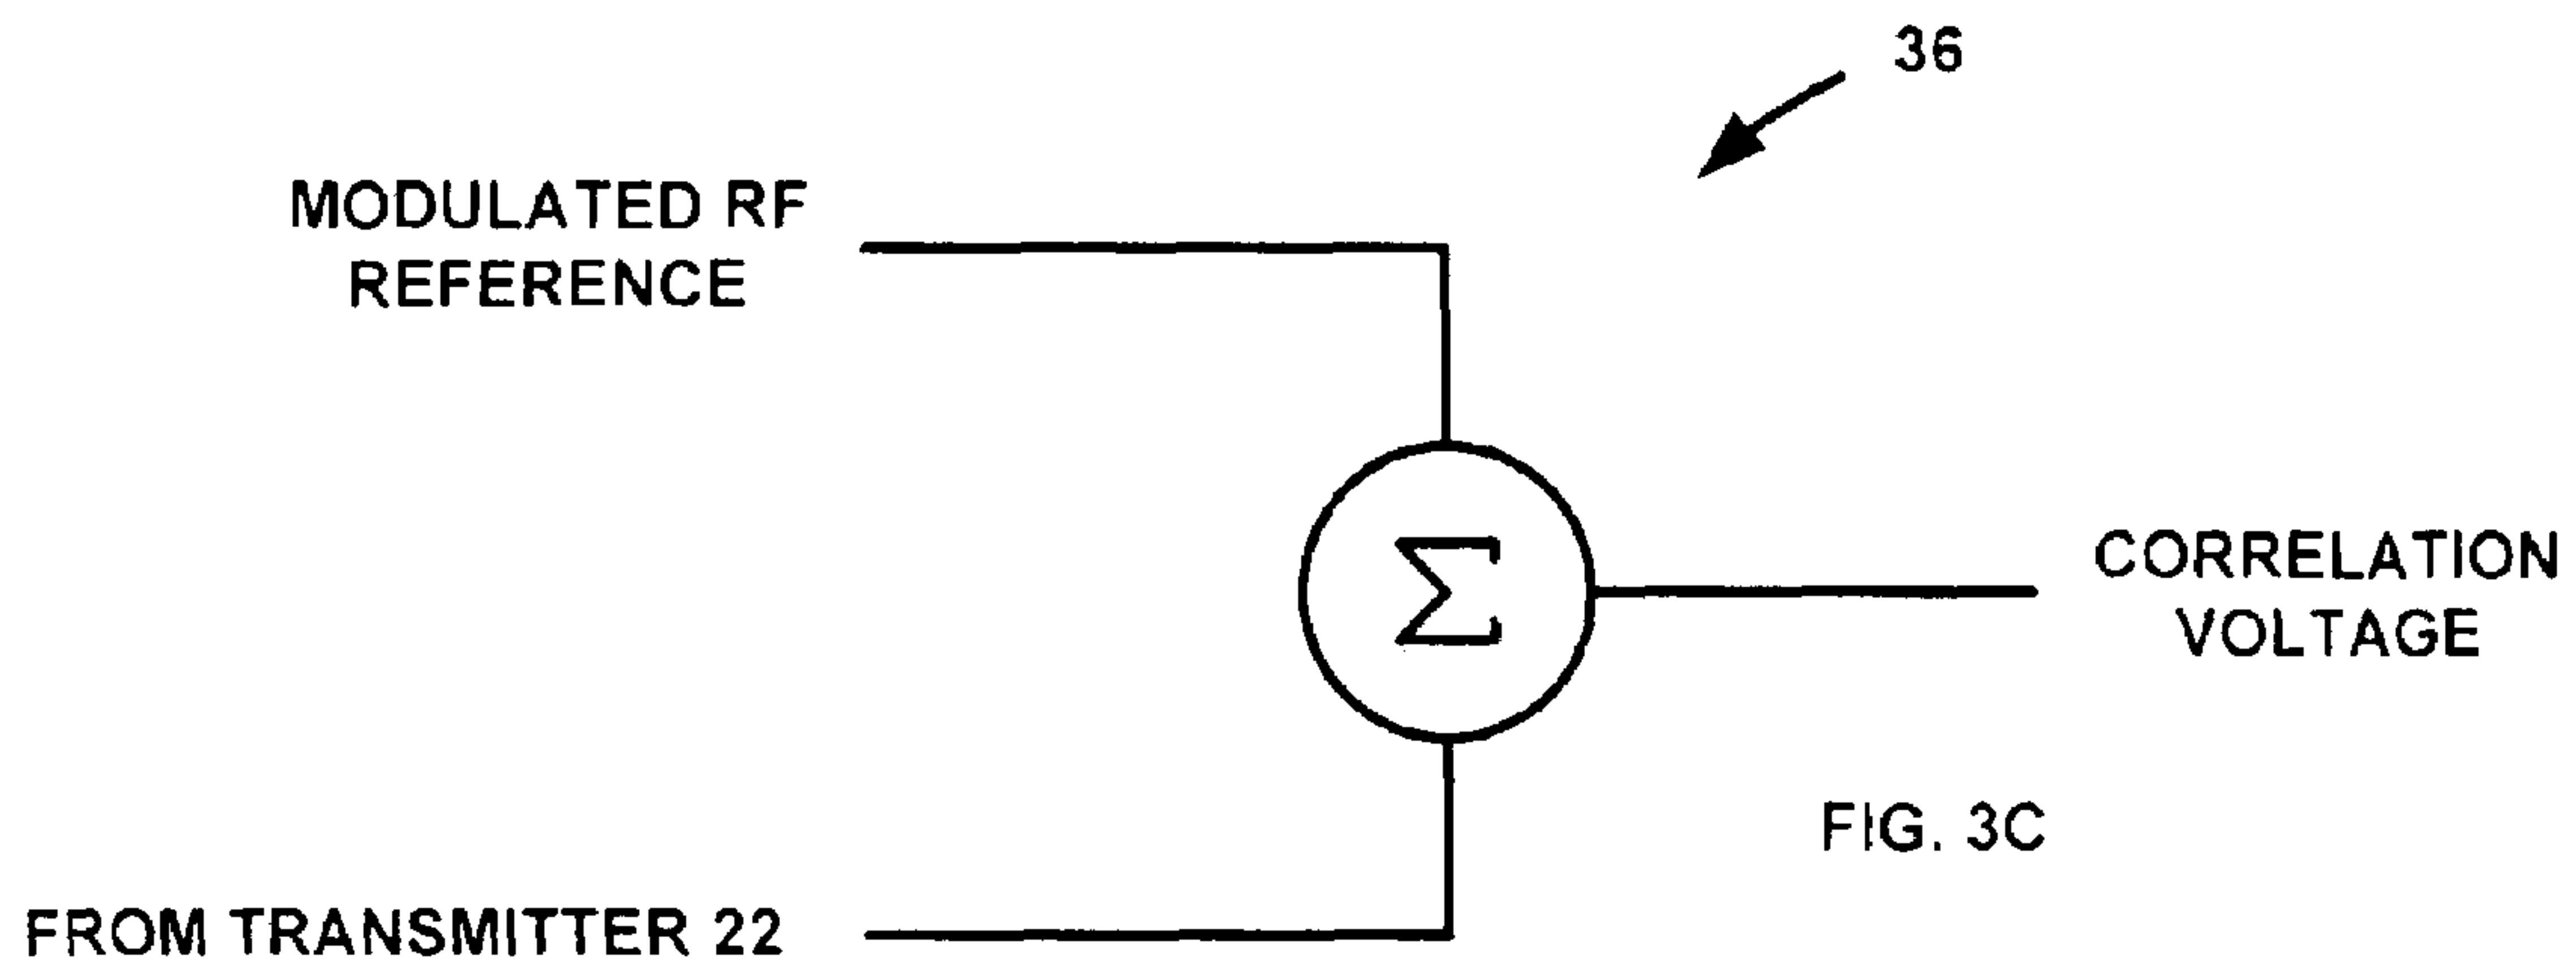 36
MODULATED RF
REFERENCE
Σ
CORRELATION
VOLTAGE
FIG. 3C
FROM TRANSMITTER 22